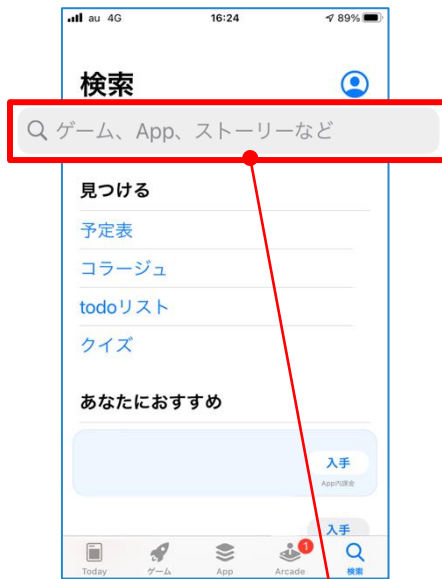 au 4G 16:24 89%
検索
ゲーム、App、ストーリーなど
見つける
予定表
コラージュ
todoリスト
クイズ
あなたにおすすめ
入手
App内課金
入手
1
Today ゲーム App Arcade 検索